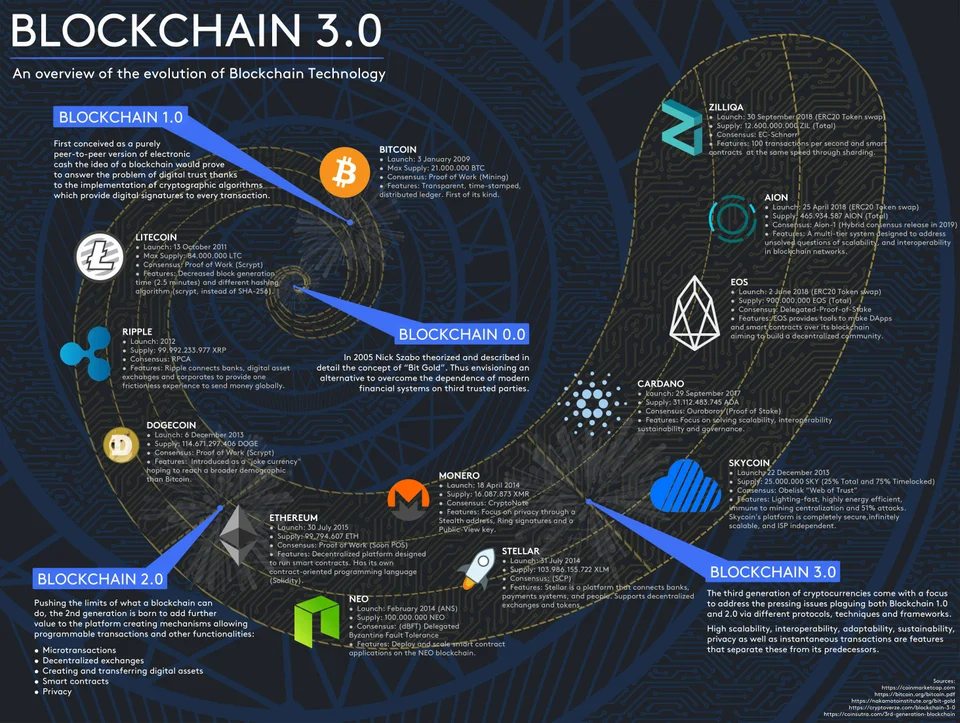 BLOCKCHAIN 3.0
An overview of the evolution of Blockchain Technology
BLOCKCHAIN 1.0
First conceived as a purely
peer-to-peer version of electronic
cash the idea of a blockchain would prove
to answer the problem of digital trust thanks
to the implementation of cryptographic algorithms
which provide digital signatures to every transaction.
BITCOIN
• Launch: 3 January 2009
• Max Supply: 21.000.000 BTC
• Consensus: Proof of Work (Mining)
• Features: Transparent, time-stamped,
distributed ledger. First of its kind.
LITECOIN
• Launch: 13 October 2011
• Max Supply: 84.000.000 LTC
• Consensus: Proof of Work (Scrypt)
• Features: Decreased block generation
time (2.5 minutes) and different hashing
algorithm (scrypt, instead of SHA-256).
BLOCKCHAIN 0.0
In 2005 Nick Szabo theorized and described in
detail the concept of "Bit Gold". Thus envisioning an
alternative to overcome the dependence of modern
financial systems on third trusted parties.
RIPPLE
• Launch: 2012
• Supply: 99.992.233.977 XRP
• Consensus: RPCA
• Features: Ripple connects banks, digital asset
exchanges and corporates to provide one
frictionless experience to send money globally.
DOGECOIN
• Launch: 6 December 2013
• Supply: 114.671.297.406 DOGE
• Consensus: Proof of Work (Scrypt)
• Features: Introduced as a "joke currency"
hoping to reach a broader demographic
than Bitcoin.
ETHEREUM
• Launch: 30 July 2015
• Supply: 99.794.607 ETH
• Consensus: Proof of Work (Soon POS)
• Features: Decentralized platform designed
to run smart contracts. Has its own
contract-oriented programming language
(Solidity).
BLOCKCHAIN 2.0
Pushing the limits of what a blockchain can
do, the 2nd generation is born to add further
value to the platform creating mechanisms allowing
programmable transactions and other functionalities:
• Microtransactions
• Decentralized exchanges
• Creating and transferring digital assets
• Smart contracts
• Privacy
NEO
• Launch: February 2014 (ANS)
• Supply: 100.000.000 NEO
• Consensus: (dBFT) Delegated
Byzantine Fault Tolerance
• Features: Deploy and scale smart contract
applications on the NEO blockchain.
MONERO
• Launch: 18 April 2014
• Supply: 16.087.873 XMR
• Consensus: CryptoNote
• Features: Focus on privacy through a
Stealth address, Ring signatures and a
Public-View key.
STELLAR
• Launch: 31 July 2014
• Supply: 103.986.155.722 XLM
• Consensus: (SCP)
• Features: Stellar is a platform that connects banks,
payments systems, and people. Supports decentralized
exchanges and tokens.
ZILLIQA
• Launch: 30 September 2018 (ERC20 Token swap)
• Supply: 12.600.000.000 ZIL (Total)
• Consensus: EC-Schnorr
• Features: 100 transactions per second and smart
contracts at the same speed through sharding.
AION
• Launch: 25 April 2018 (ERC20 Token swap)
• Supply: 465.934.587 AION (Total)
• Consensus: Aion-1 (Hybrid consensus release in 2019)
• Features: A multi-tier system designed to address
unsolved questions of scalability, and interoperability
in blockchain networks.
EOS
• Launch: 2 June 2018 (ERC20 Token swap)
• Supply: 900.000.000 EOS (Total)
• Consensus: Delegated-Proof-of-Stake
• Features: EOS provides tools to make DApps
and smart contracts over its blockchain
aiming to build a decentralized community.
CARDANO
• Launch: 29 September 2017
• Supply: 31.112.483.745 ADA
• Consensus: Ouroboros (Proof of Stake)
• Features: Focus on solving scalability, interoperability
sustainability and governance.
SKYCOIN
• Launch: 22 December 2013
• Supply: 25.000.000 SKY (25% Total and 75% Timelocked)
• Consensus: Obelisk "Web of Trust"
• Features: Lighting-fast, highly energy efficient,
immune to mining centralization and 51% attacks.
Skycoin's platform is completely secure,infinitely
scalable, and ISP independent.
BLOCKCHAIN 3.0
The third generation of cryptocurrencies come with a focus
to address the pressing issues plaguing both Blockchain 1.0
and 2.0 via different protocols, techniques and frameworks.
High scalability, interoperability, adaptability, sustainability,
privacy as well as instantaneous transactions are features
that separate these from its predecessors.
Sources:
https://coinmarketcap.com
https://bitcoin.org/bitcoin.pdf
https://nakamotoinstitute.org/bit-gold
https://cryptoverze.com/blockchain-3-0
https://coinsutra.com/3rd-generation-blockchain